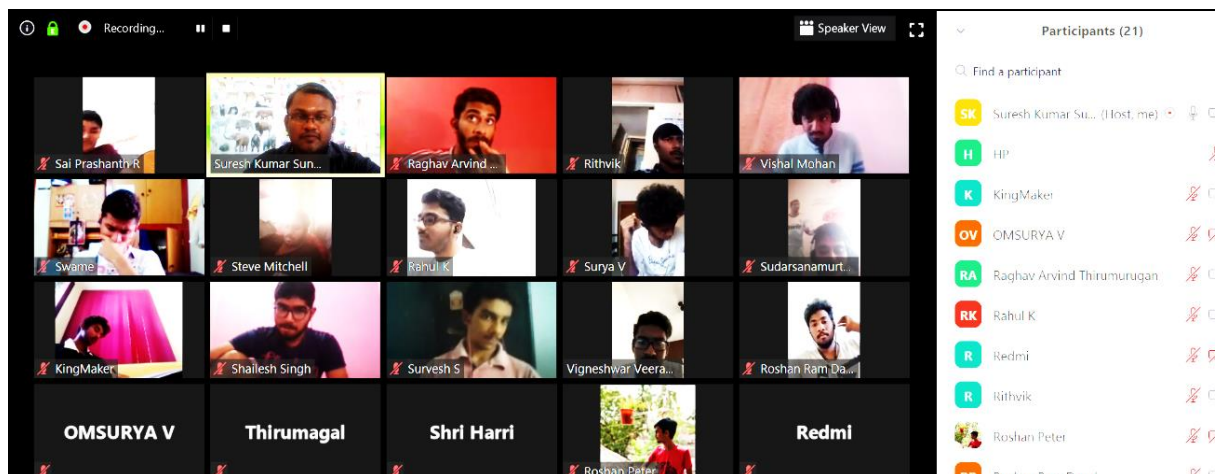 Recording...
Speaker View
Sai Prashanth R
Suresh Kumar Sun...
Raghav Arvind ...
Rithvik
Vishal Mohan
Swame
Steve Mitchell
Rahul K
Surya V
Sudarsanamurt...
KingMaker
Shailesh Singh
Survesh S
Vigneshwar Veera...
Roshan Ram Da...
OMSURYA V
Thirumagal
Shri Harri
Roshan Peter
Redmi
Participants (21)
Find a participant
SK Suresh Kumar Su... (Host, me)
H HP
K KingMaker
OV OMSURYA V
RA Raghav Arvind Thirumurugan
RK Rahul K
R Redmi
R Rithvik
Roshan Peter